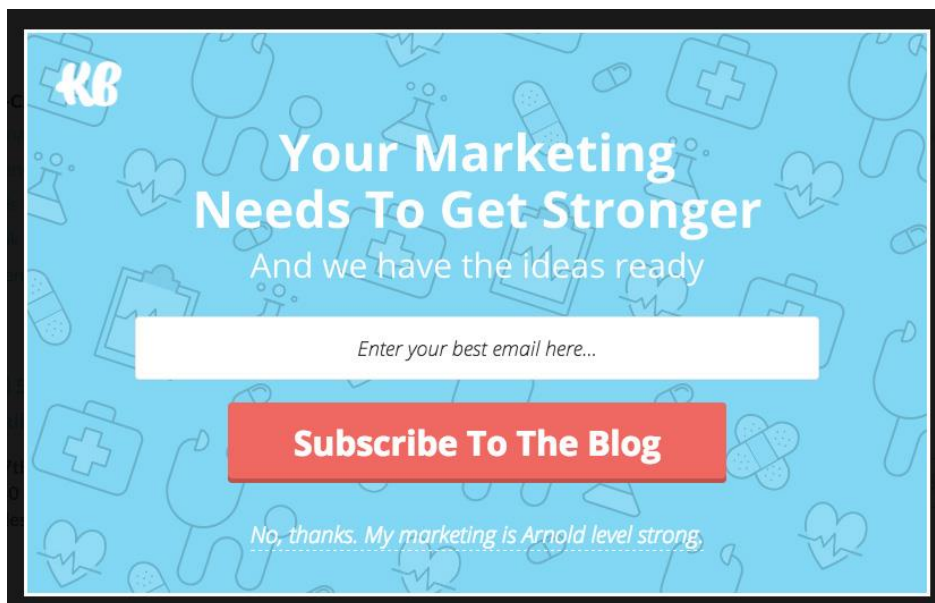 KB
Your Marketing
Needs To Get Stronger
And we have the ideas ready
Enter your best email here...
Subscribe To The Blog
No, thanks. My marketing is Arnold level strong.